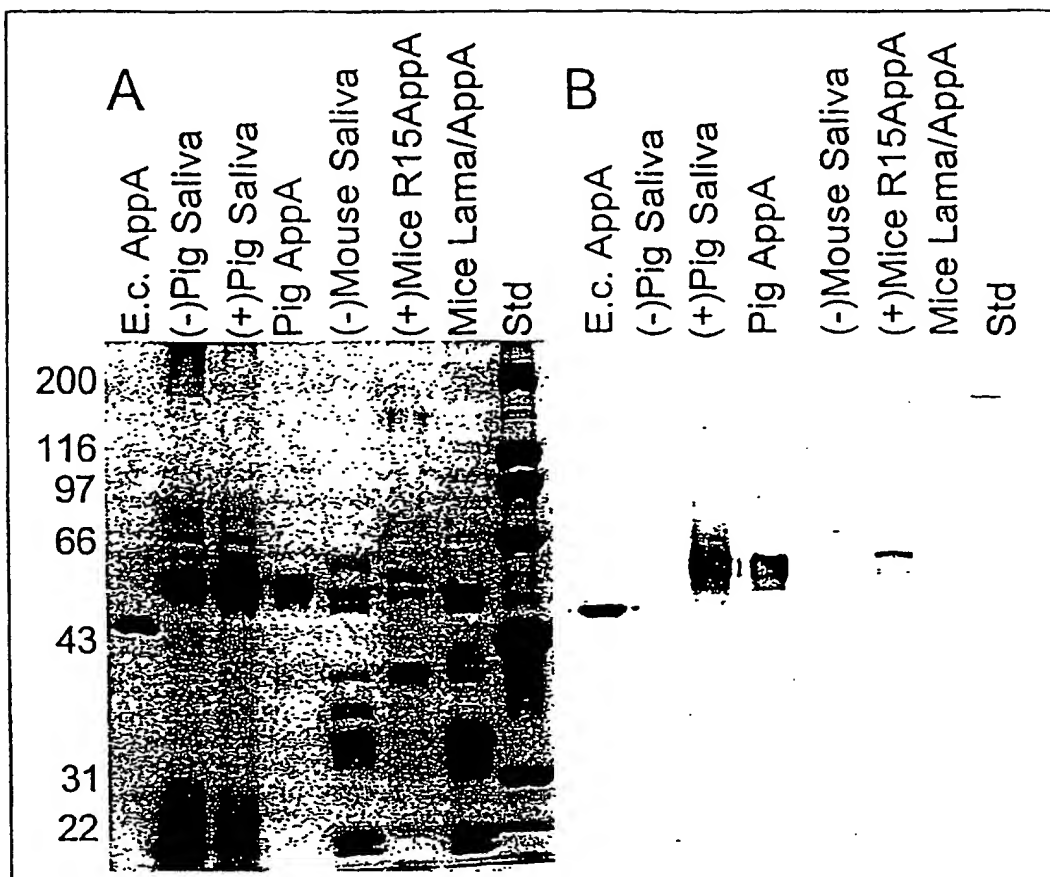 A
E.c. AppA
(-)Pig Saliva
(+)Pig Saliva
Pig AppA
(-)Mouse Saliva
(+)Mice R15AppA
Mice Lama/AppA
Std
200
116
97
66
43
31
22
B
E.c. AppA
(-)Pig Saliva
(+)Pig Saliva
Pig AppA
(-)Mouse Saliva
(+)Mice R15AppA
Mice Lama/AppA
Std